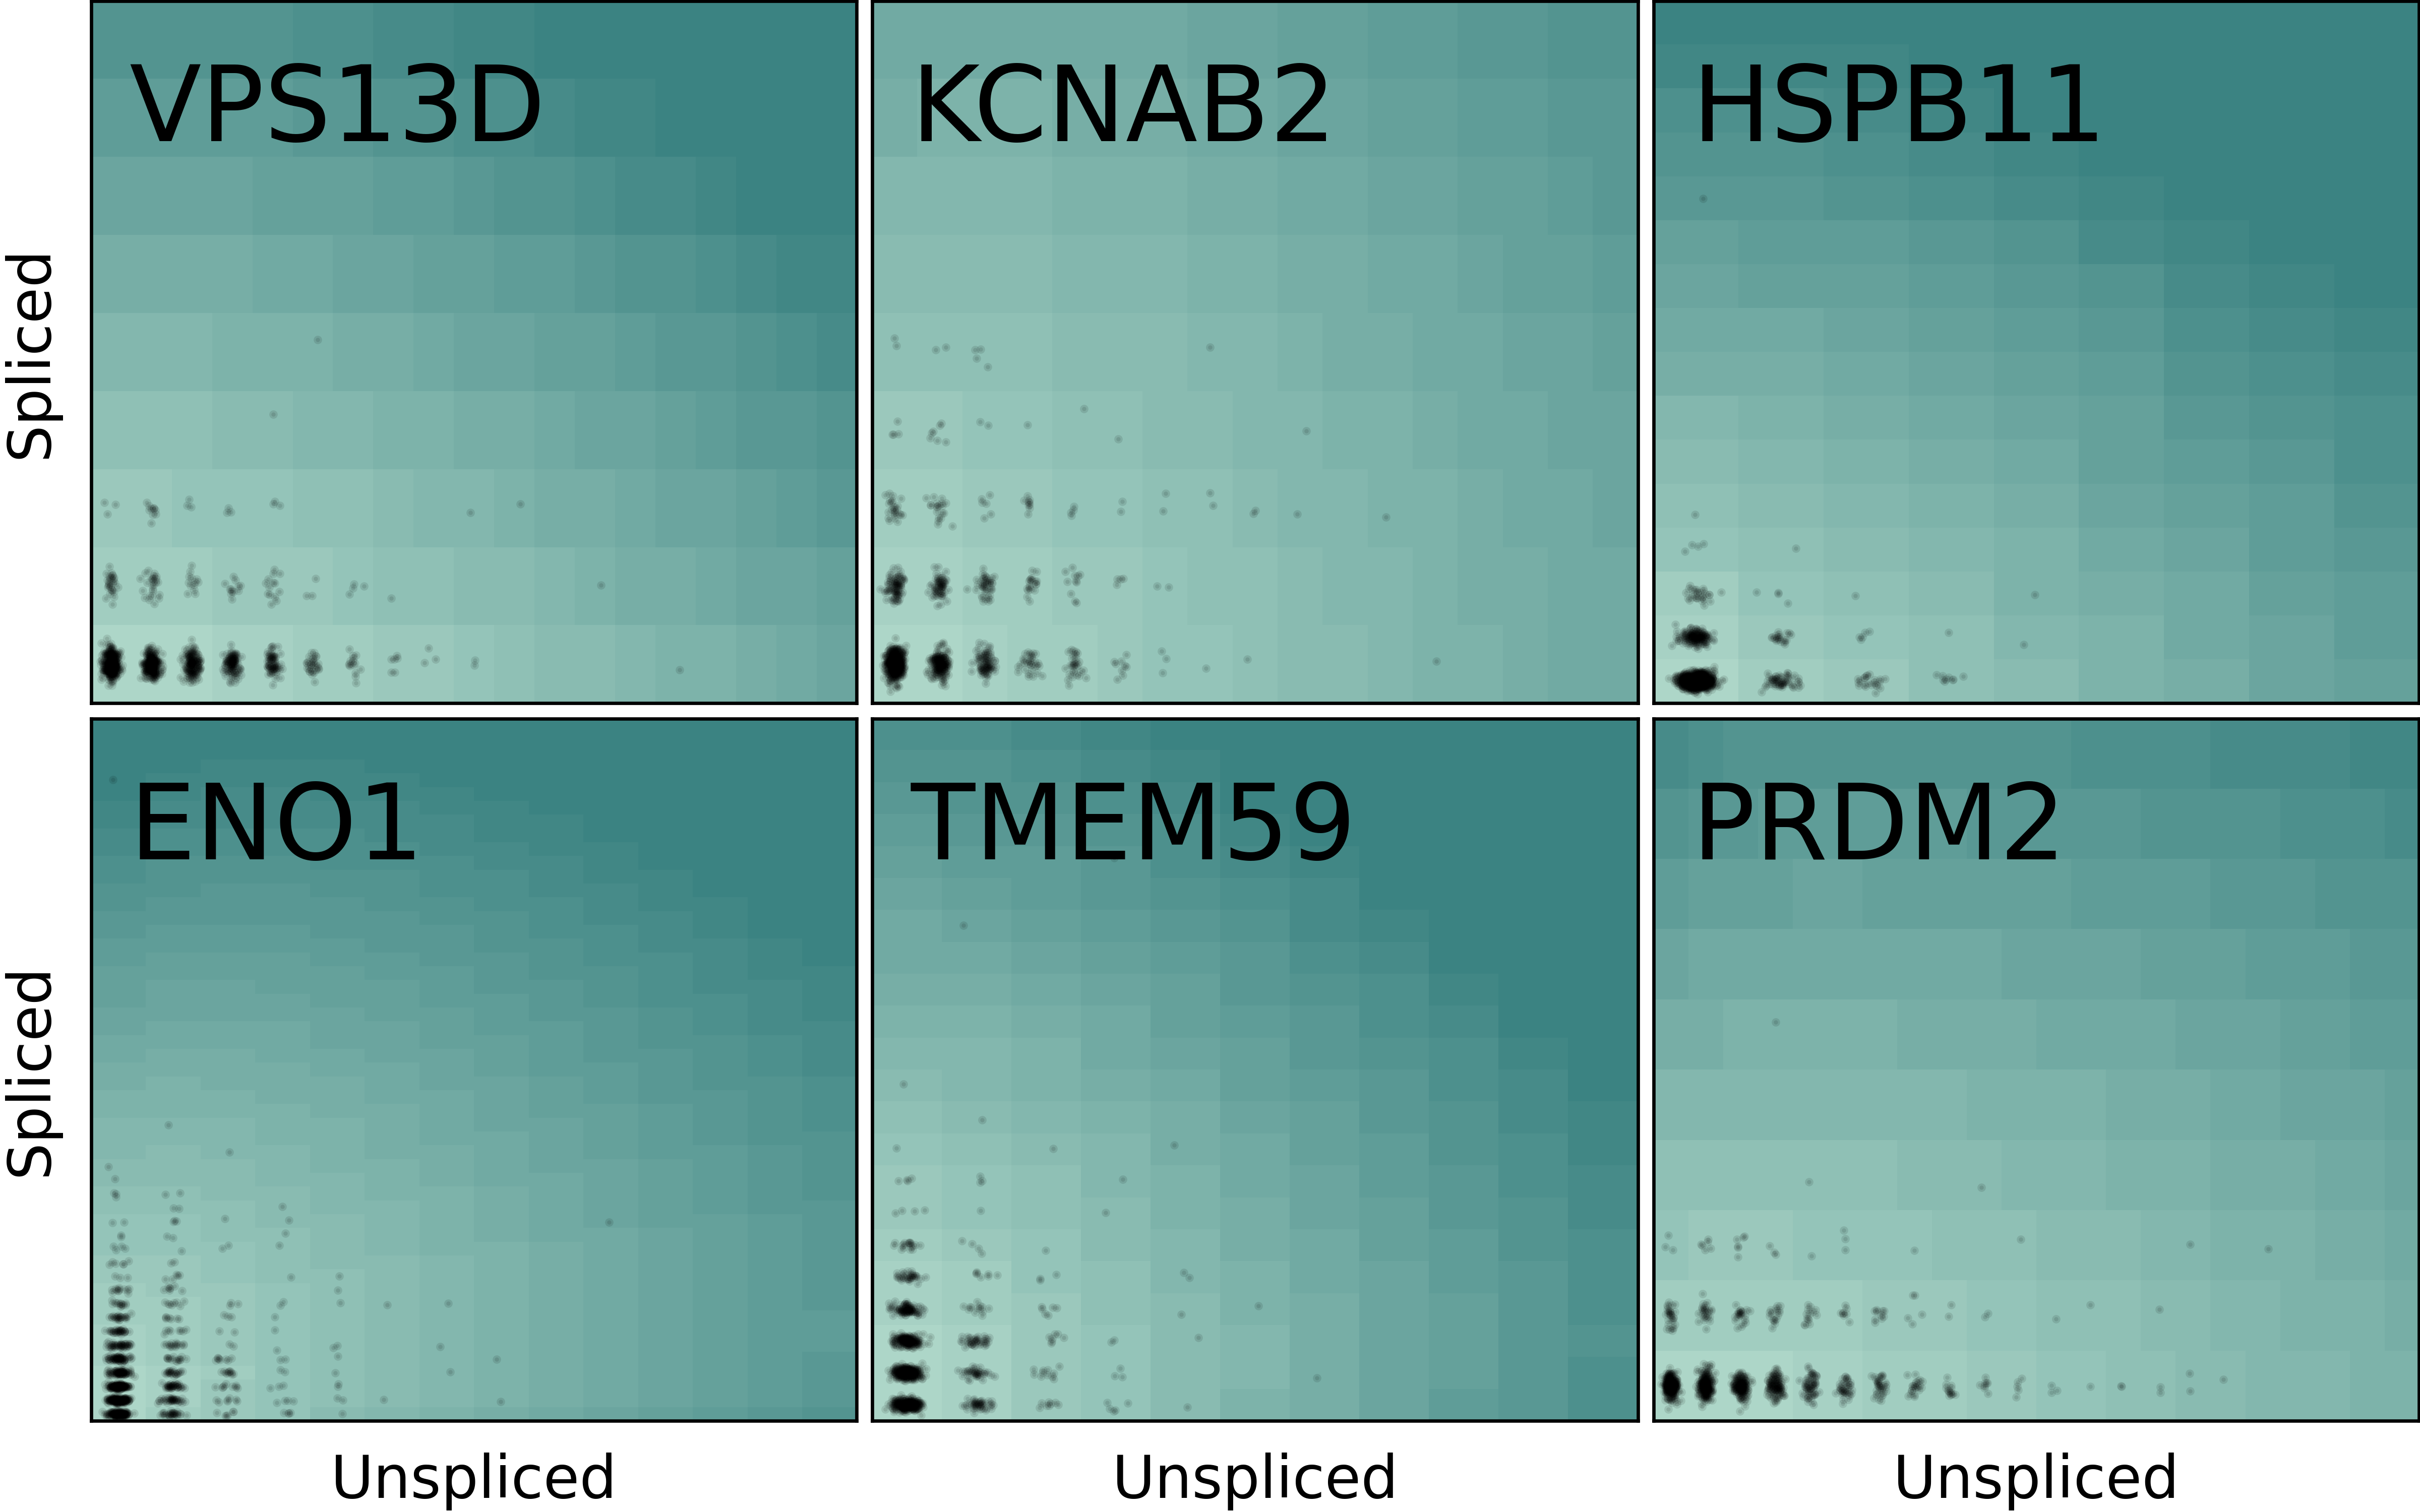 VPS13D
KCNAB2
HSPB11
Spliced
ENO1
TMEM59
PRDM2
Spliced
Unspliced
Unspliced
Unspliced